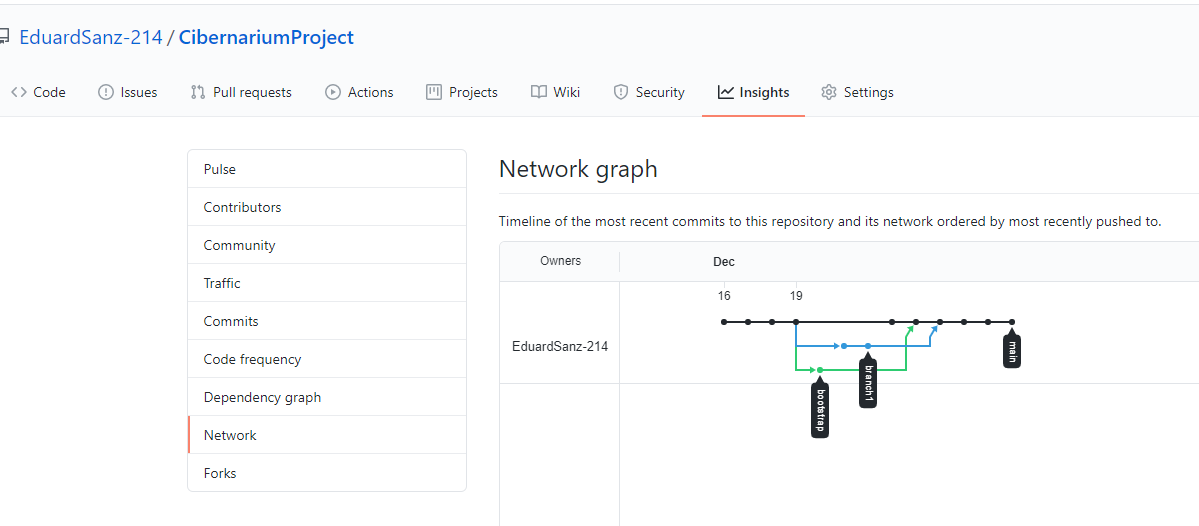 EduardSanz-214 / CibernariumProject
Code Issues Pull requests Actions Projects Wiki Security Insights Settings
Pulse
Contributors
Community
Traffic
Commits
Code frequency
Dependency graph
Network
Forks
Network graph
Timeline of the most recent commits to this repository and its network ordered by most recently pushed to.
Owners Dec
16 19
EduardSanz-214
main
branch1
bootstrap